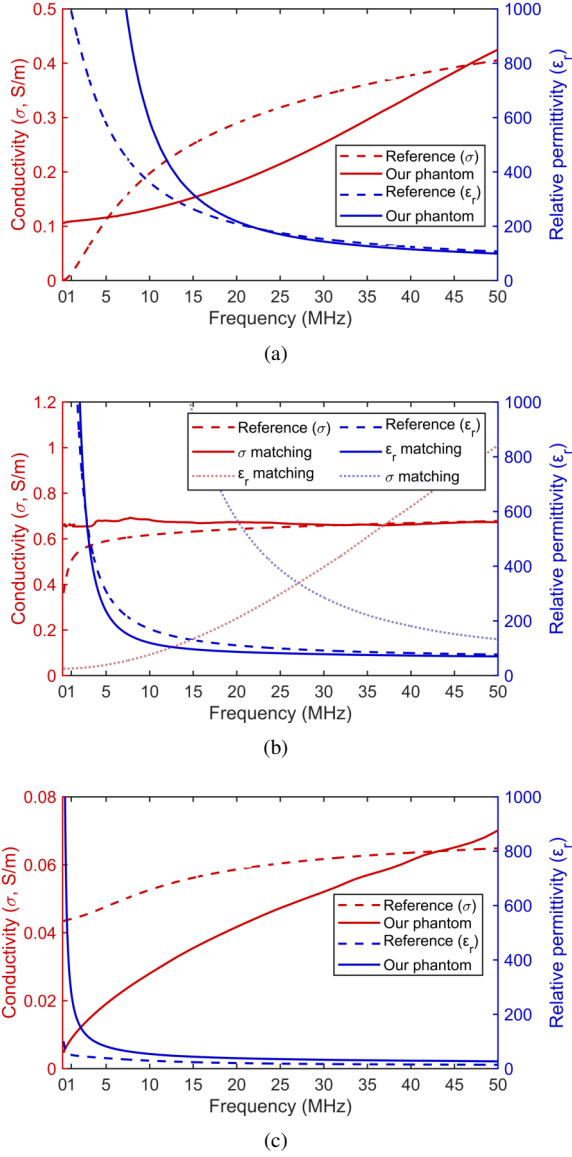 0.5
0.4
0.3
0.2
0.1
0
Conductivity (σ, S/m)
1000
800
600
400
200
0
Relative permittivity (εr)
Reference (σ)
Our phantom
Reference (εr)
Our phantom
01 5 10 15 20 25 30 35 40 45 50
Frequency (MHz)
(a)
1.2
1
0.8
0.6
0.4
0.2
0
Conductivity (σ, S/m)
1000
800
600
400
200
0
Relative permittivity (εr)
Reference (σ) Reference (εr)
σ matching εr matching
εr matching σ matching
01 5 10 15 20 25 30 35 40 45 50
Frequency (MHz)
(b)
0.08
0.06
0.04
0.02
0
Conductivity (σ, S/m)
1000
800
600
400
200
0
Relative permittivity (εr)
Reference (σ)
Our phantom
Reference (εr)
Our phantom
01 5 10 15 20 25 30 35 40 45 50
Frequency (MHz)
(c)